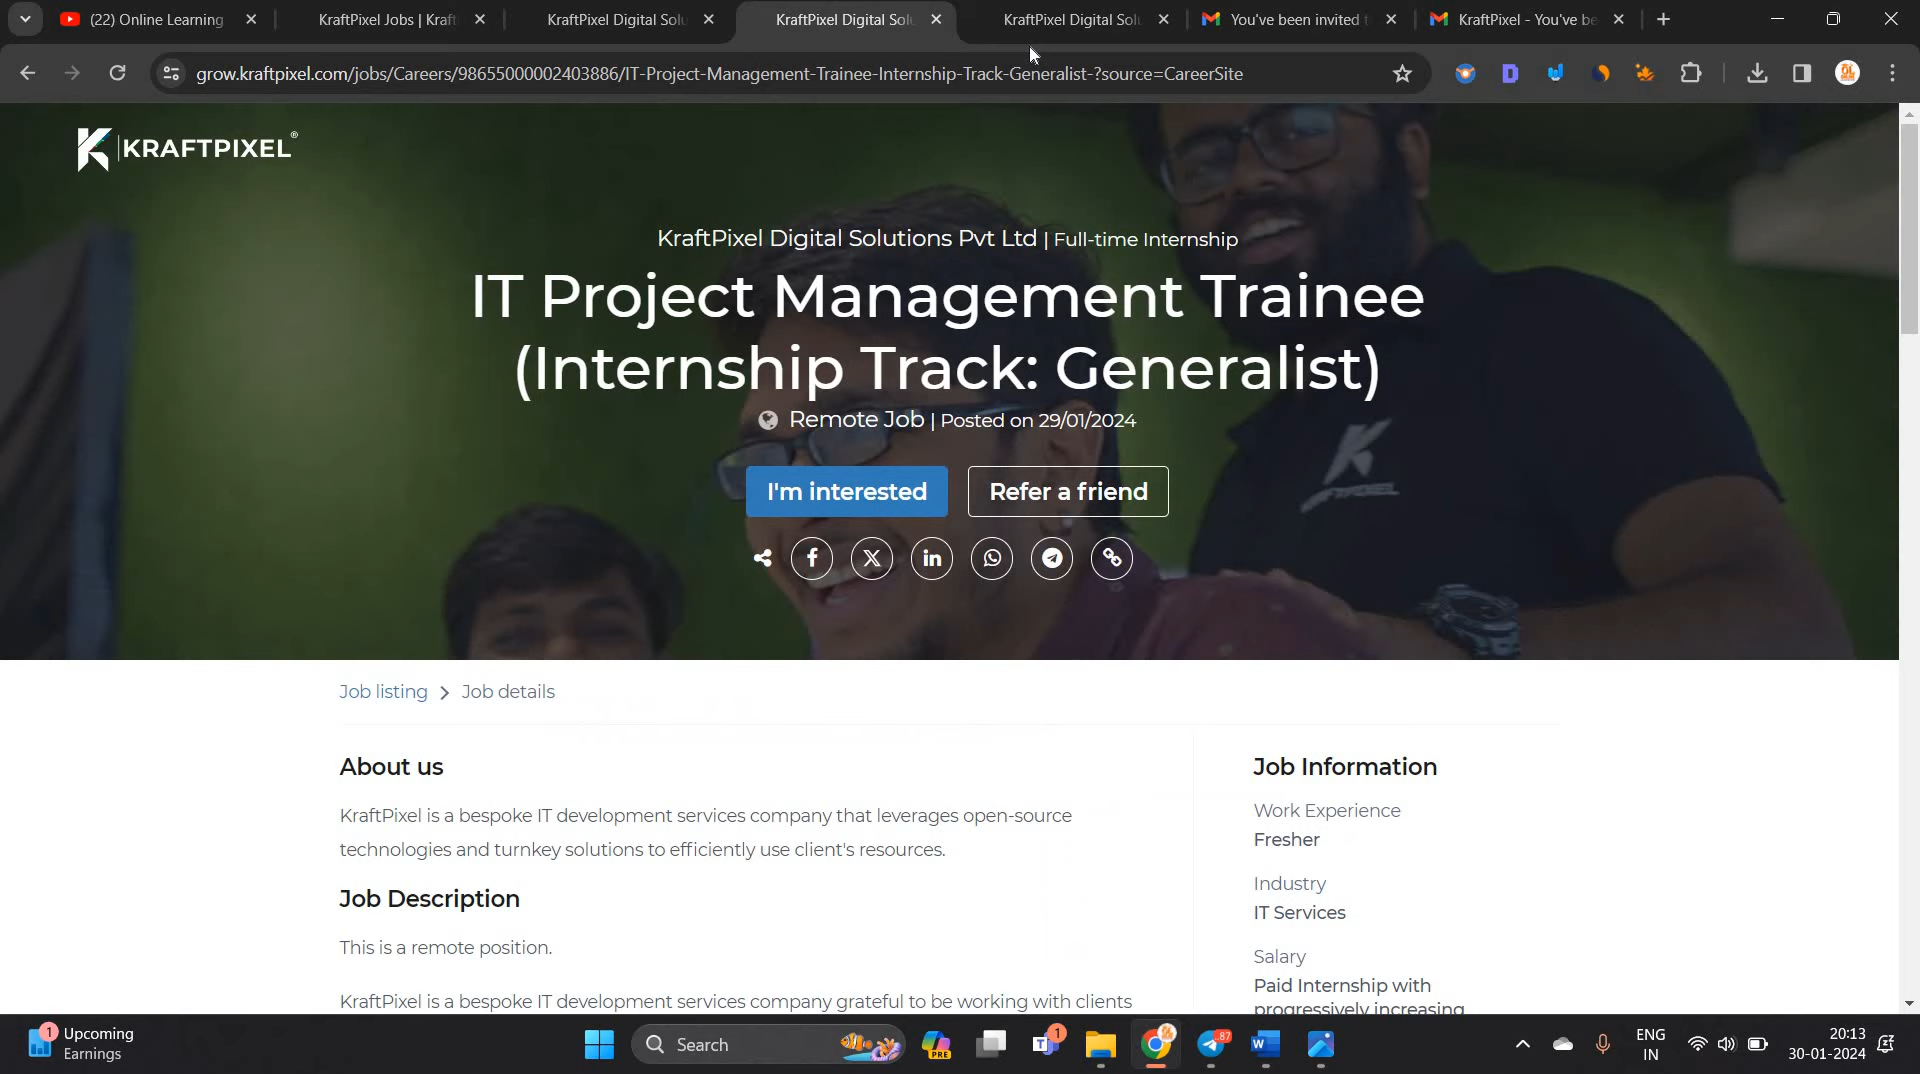 (22) Online Learning
KraftPixel Jobs | Kraft
KraftPixel Digital Solu
KraftPixel Digital Solu
KraftPixel Digital Solu
You've been invited t
KraftPixel - You've be
grow.kraftpixel.com/jobs/Careers/98655000002403886/IT-Project-Management-Trainee-Internship-Track-Generalist-?source=CareerSite
KRAFTPIXEL®
KraftPixel Digital Solutions Pvt Ltd | Full-time Internship
IT Project Management Trainee
(Internship Track: Generalist)
Remote Job | Posted on 29/01/2024
I'm interested
Refer a friend
Job listing > Job details
About us
KraftPixel is a bespoke IT development services company that leverages open-source
technologies and turnkey solutions to efficiently use client's resources.
Job Description
This is a remote position.
KraftPixel is a bespoke IT development services company grateful to be working with clients
Job Information
Work Experience
Fresher
Industry
IT Services
Salary
Paid Internship with
progressively increasing
1
Upcoming
Earnings
Search
PRE
1
87
ENG
IN
20:13
30-01-2024